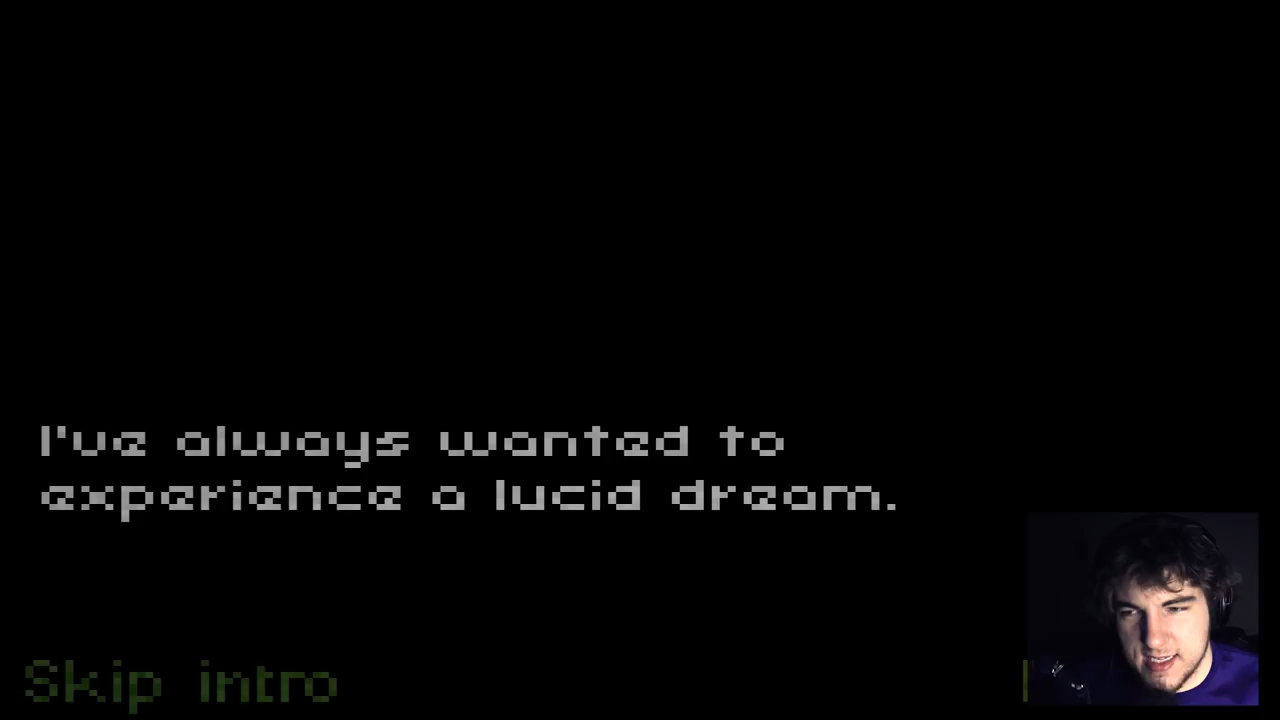 I've always wanted to
experience a lucid dream.
Skip intro